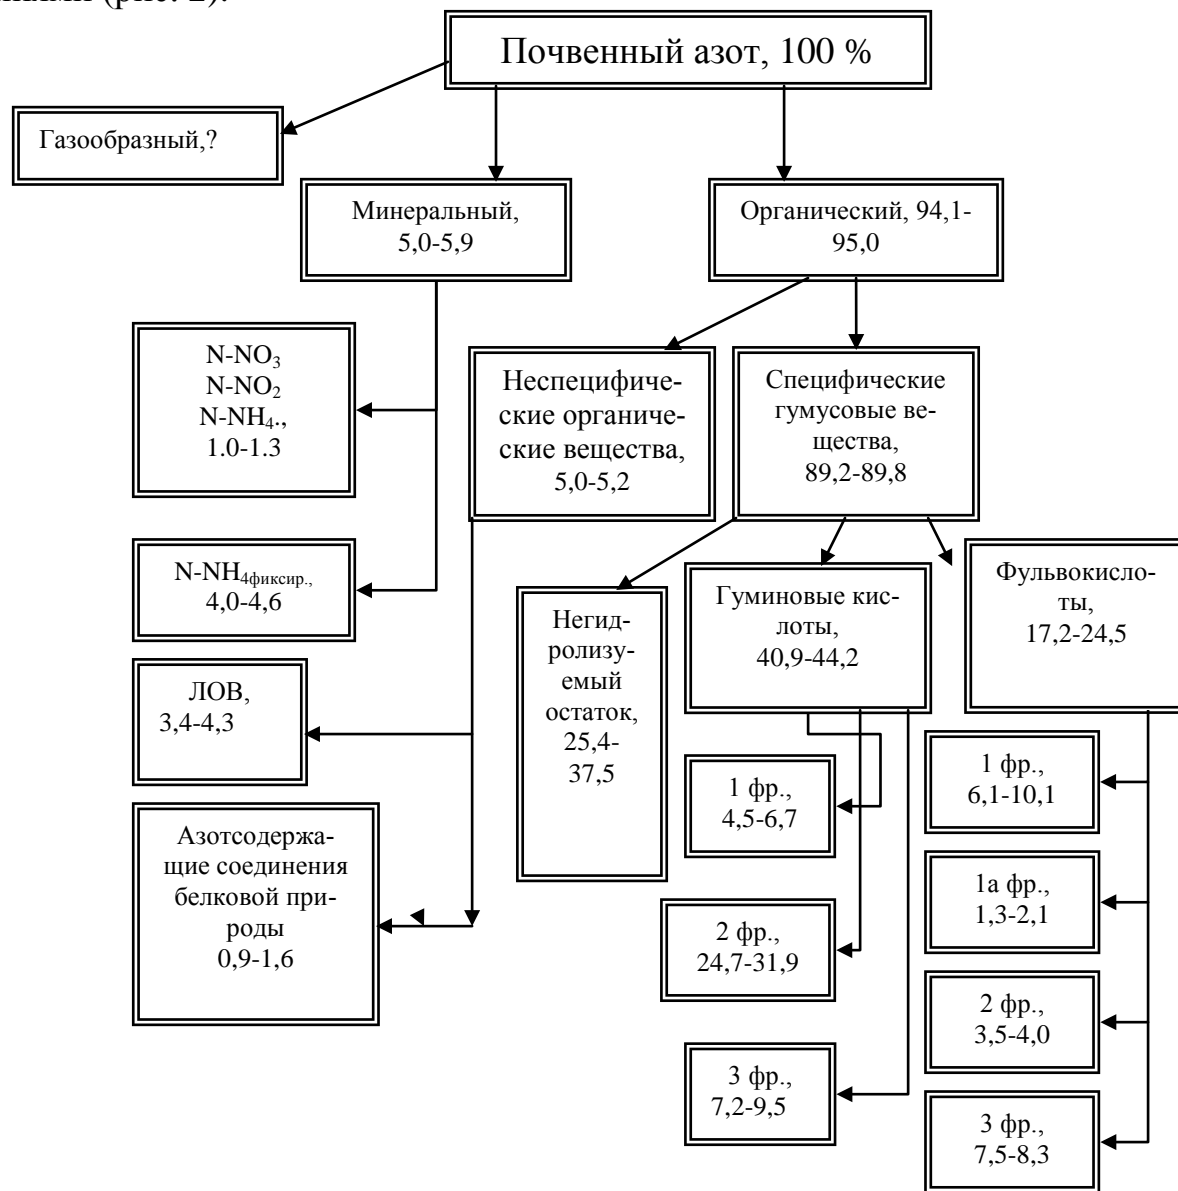 (рис. 2).
Почвенный азот, 100 %
Газообразный,?
Минеральный,
5,0-5,9
Органический, 94,1-
95,0
N-NO₃
N-NO₂
N-NH₄.,
1.0-1.3
Неспецифиче-
ские органиче-
ские вещества,
5,0-5,2
Специфические
гумусовые ве-
щества,
89,2-89,8
N-NH₄фиксир.,
4,0-4,6
Негид-
ролизу-
емый
остаток,
25,4-
37,5
Гуминовые кис-
лоты,
40,9-44,2
Фульвокисло-
ты,
17,2-24,5
ЛОВ,
3,4-4,3
Азотсодержа-
щие соединения
белковой при-
роды
0,9-1,6
1 фр.,
4,5-6,7
2 фр.,
24,7-31,9
3 фр.,
7,2-9,5
1 фр.,
6,1-10,1
1а фр.,
1,3-2,1
2 фр.,
3,5-4,0
3 фр.,
7,5-8,3